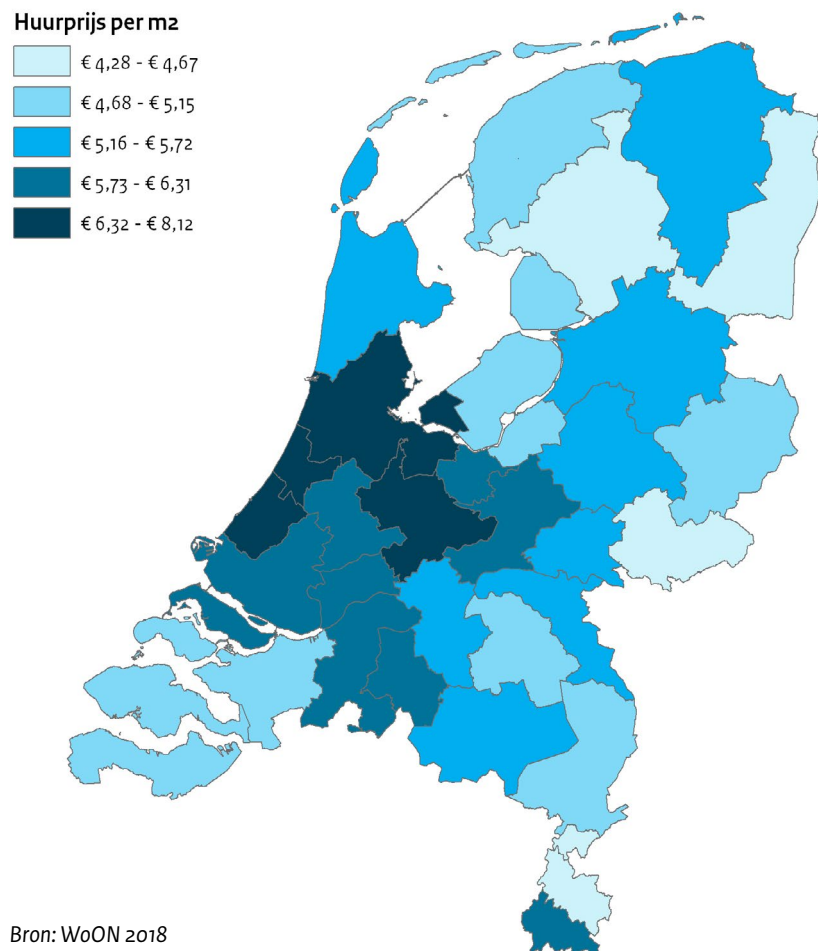 Huurprijs per m2
€ 4,28 - € 4,67
€ 4,68 - € 5,15
€ 5,16 - € 5,72
€ 5,73 - € 6,31
€ 6,32 - € 8,12
Bron: WoON 2018